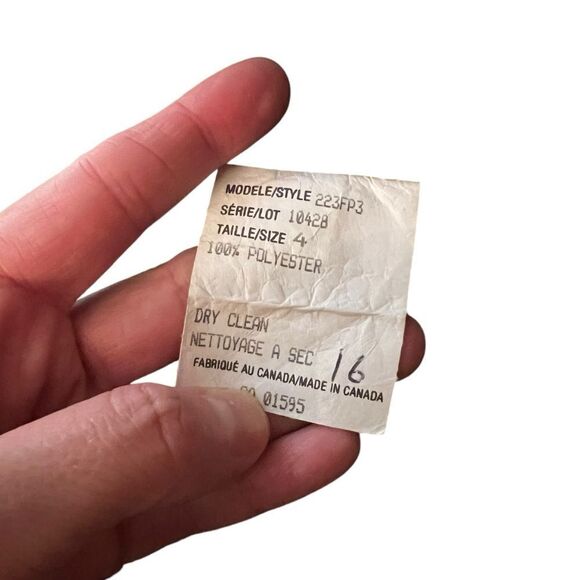 MODELE/STYLE 223FP3
SÉRIE/LOT 10428
TAILLE/SIZE 4
100% POLYESTER
DRY CLEAN
NETTOYAGE A SEC 16
FABRIQUÉ AU CANADA/MADE IN CANADA
01595